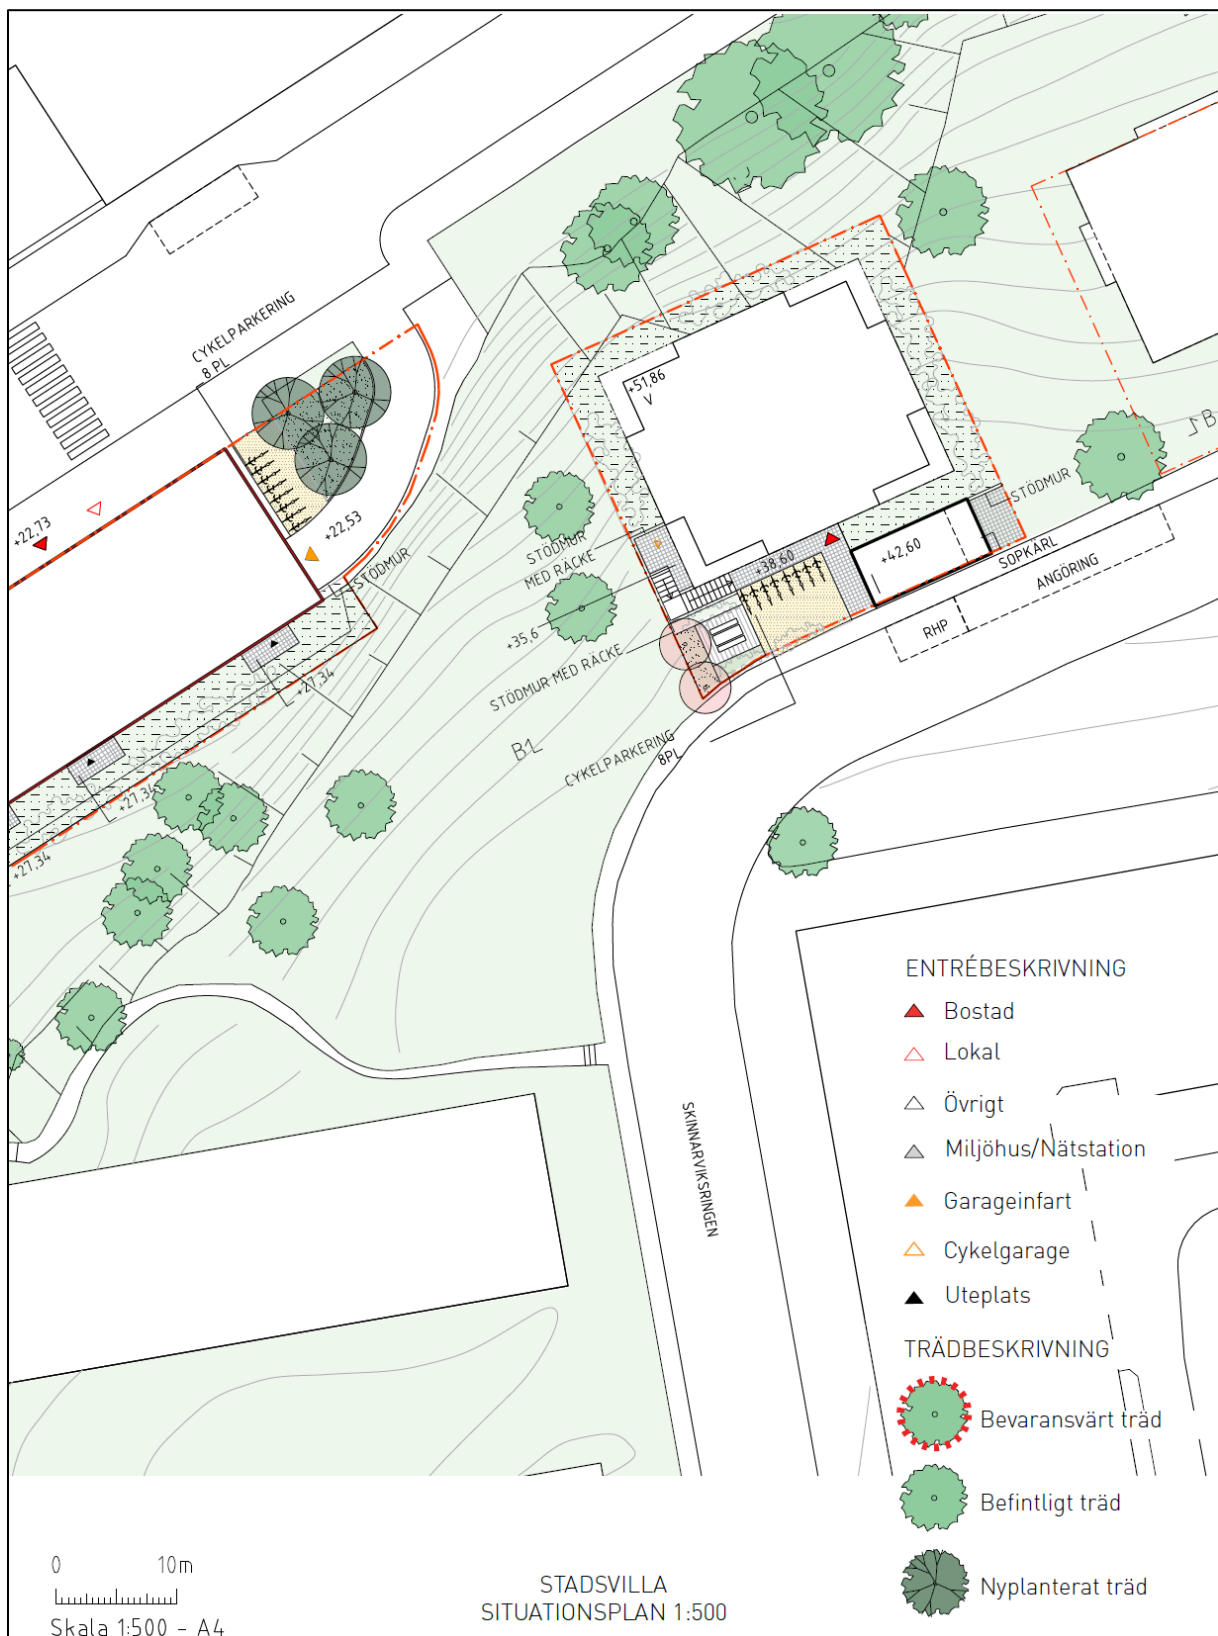 CYKELPARKERING
8 PL
+51,86
V
+22,73
+22,53
STÖDMUR
STÖDMUR
MED RÄCKE
STÖDMUR
+38,60
+42,60
SOPKÄRL
ANGÖRING
RHP
+35,6
STÖDMUR MED RÄCKE
+27,34
+27,34
+27,34
CYKELPARKERING
8PL
SKINNARVIKSRINGEN
ENTRÉBESKRIVNING
Bostad
Lokal
Övrigt
Miljöhus/Nätstation
Garageinfart
Cykelgarage
Uteplats
TRÄDBESKRIVNING
Bevaransvärt träd
Befintligt träd
Nyplanterat träd
0 10m
Skala 1:500 - A4
STADSVILLA
SITUATIONSPLAN 1:500